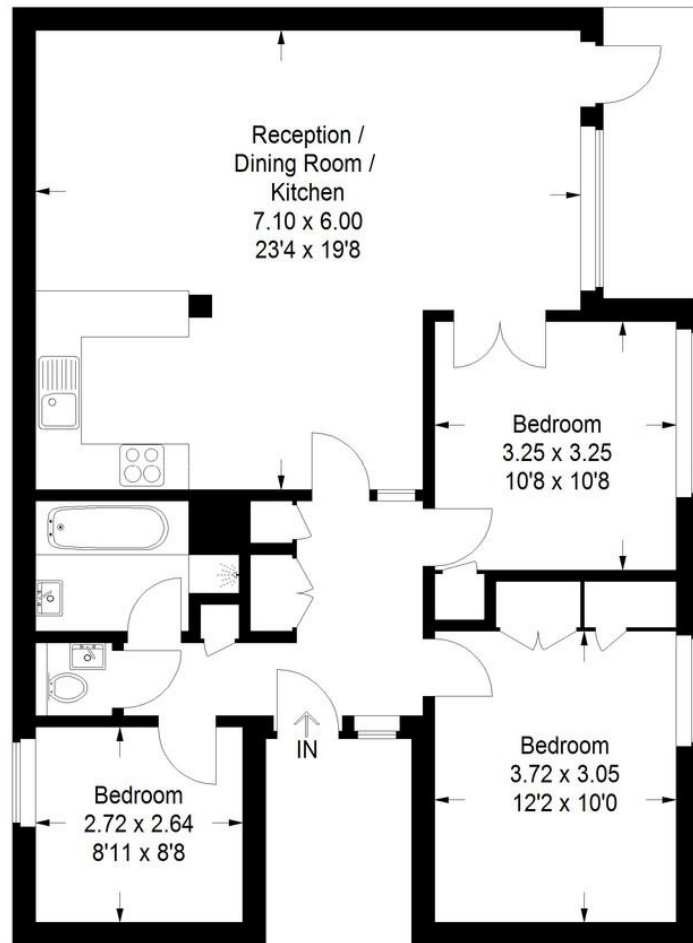 Reception /
Dining Room /
Kitchen
7.10 x 6.00
23'4 x 19'8
Bedroom
3.25 x 3.25
10'8 x 10'8
IN
Bedroom
3.72 x 3.05
12'2 x 10'0
Bedroom
2.72 x 2.64
8'11 x 8'8